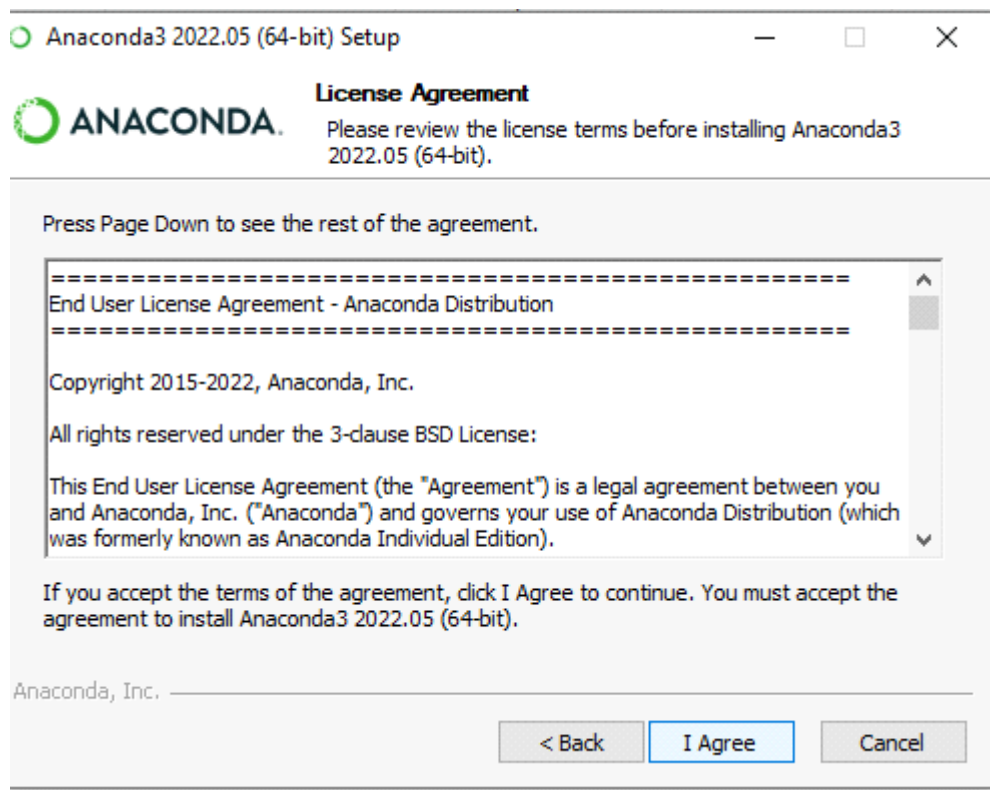 Anaconda3 2022.05 (64-bit) Setup
ANACONDA.
License Agreement
Please review the license terms before installing Anaconda3
2022.05 (64-bit).
Press Page Down to see the rest of the agreement.
==================================================
End User License Agreement - Anaconda Distribution
==================================================
Copyright 2015-2022, Anaconda, Inc.
All rights reserved under the 3-clause BSD License:
This End User License Agreement (the "Agreement") is a legal agreement between you
and Anaconda, Inc. ("Anaconda") and governs your use of Anaconda Distribution (which
was formerly known as Anaconda Individual Edition).
If you accept the terms of the agreement, click I Agree to continue. You must accept the
agreement to install Anaconda3 2022.05 (64-bit).
Anaconda, Inc.
< Back
I Agree
Cancel